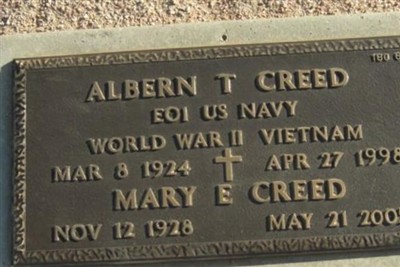 ALBERN T CREED
EO1 US NAVY
WORLD WAR II VIETNAM
MAR 8 1924 APR 27 1998
MARY E CREED
NOV 12 1928 MAY 21